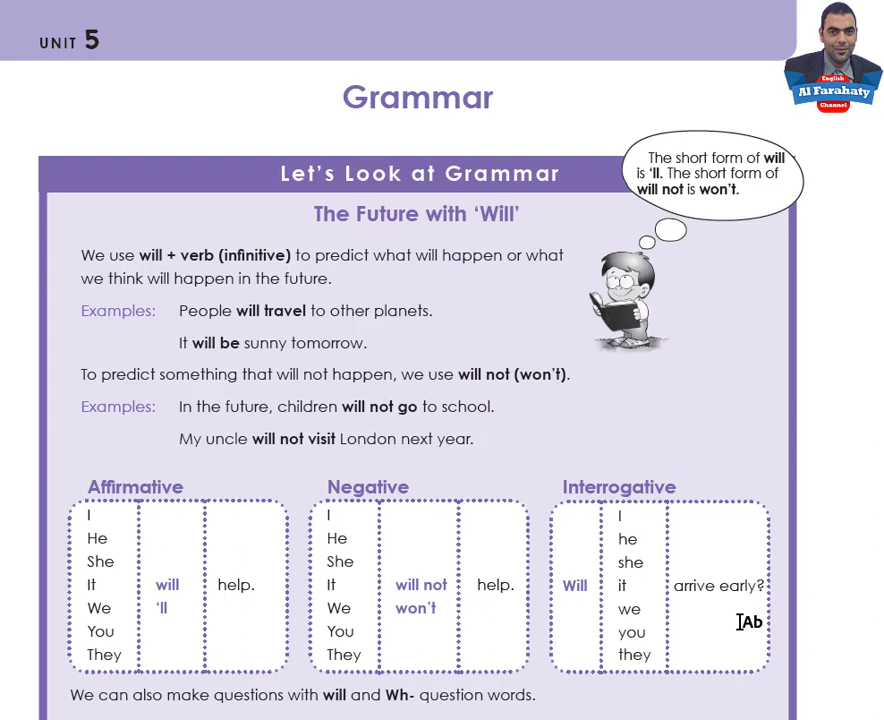 UNIT 5
English
Al Farahaty
Channel
Grammar
Let's Look at Grammar
The short form of will
is 'll. The short form of
will not is won't.
The Future with 'Will'
We use will + verb (infinitive) to predict what will happen or what
we think will happen in the future.
Examples: People will travel to other planets.
It will be sunny tomorrow.
To predict something that will not happen, we use will not (won't).
Examples: In the future, children will not go to school.
My uncle will not visit London next year.
Affirmative
I
He
She
It
We
You
They
will
'll
help.
Negative
I
He
She
It
We
You
They
will not
won't
help.
Interrogative
Will
I
he
she
it
we
you
they
arrive early?
Ab
We can also make questions with will and Wh- question words.